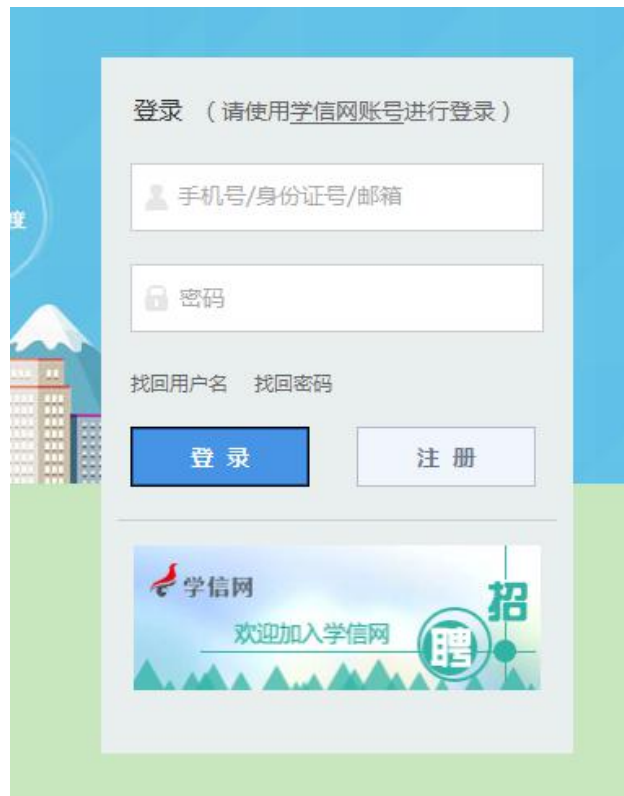 登录 （请使用学信网账号进行登录）
度
手机号/身份证号/邮箱
密码
找回用户名 找回密码
登 录 注 册
学信网
欢迎加入学信网
招聘